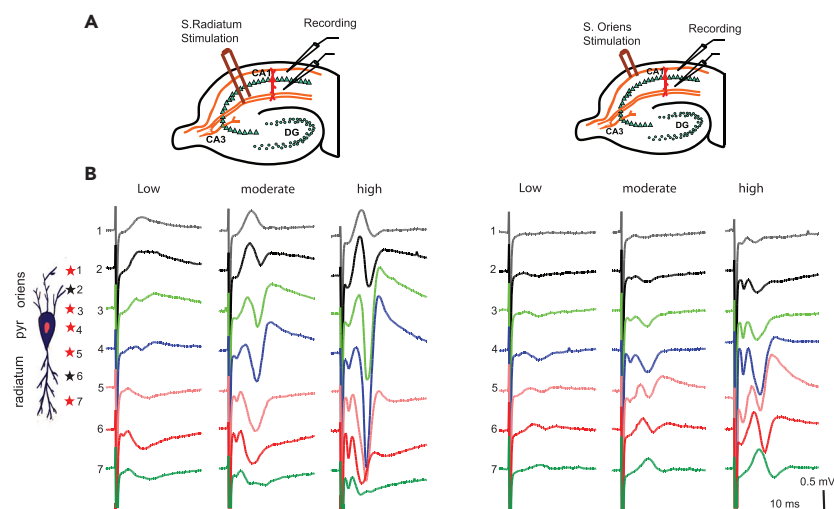 A
S.Radiatum
Stimulation
Recording
CA1
CA3
DG
S. Oriens
Stimulation
Recording
CA1
CA3
DG
B
Low
moderate
high
Low
moderate
high
oriens
pyr
radiatum
1
2
3
4
5
6
7
1
2
3
4
5
6
7
1
2
3
4
5
6
7
0.5 mV
10 ms